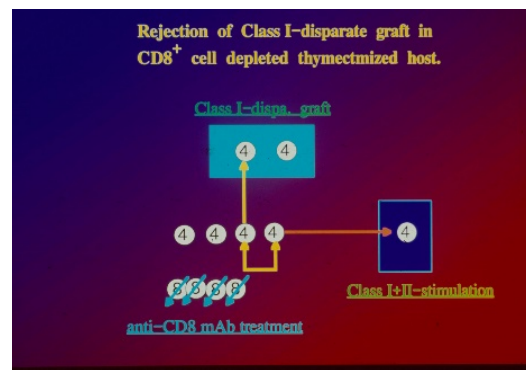 Rejection of Class I-disparate graft in
CD8+ cell depleted thymectmized host.
Class I-dispa. graft
4 4
4 4 4 4 4
8 8 8 8
Class I+II-stimulation
anti-CD8 mAb treatment